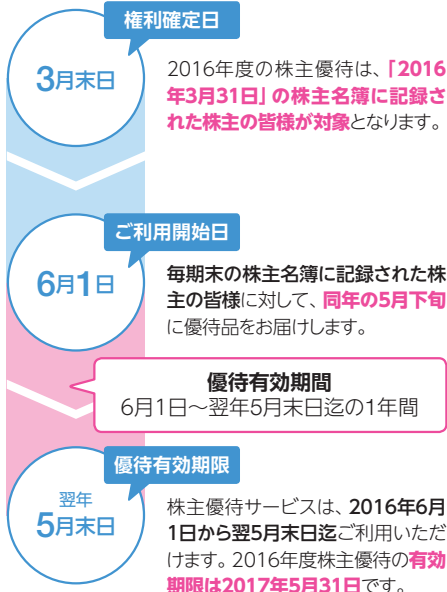 権利確定日
3月末日
2016年度の株主優待は、「2016
年3月31日」の株主名簿に記録さ
れた株主の皆様が対象となります。
ご利用開始日
6月1日
毎期末の株主名簿に記録された株
主の皆様に対して、同年の5月下旬
に優待品をお届けします。
優待有効期間
6月1日～翌年5月末日迄の1年間
優待有効期限
翌年
5月末日
株主優待サービスは、2016年6月
1日から翌5月末日迄ご利用いただ
けます。2016年度株主優待の有効
期限は2017年5月31日です。